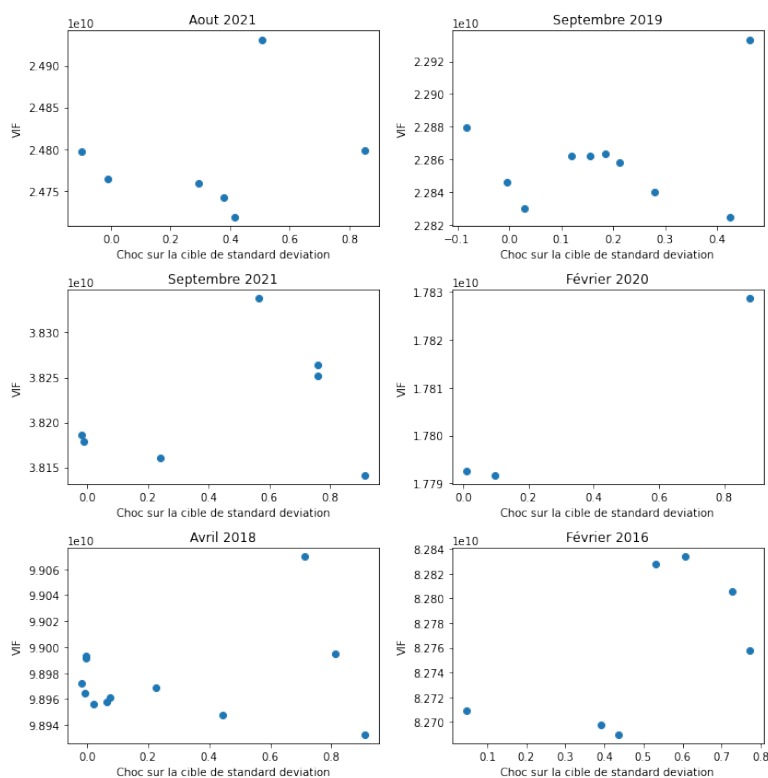 Aout 2021
1e10
2.490
2.485
2.480
2.475
VIF
0.0 0.2 0.4 0.6 0.8
Choc sur la cible de standard deviation
Septembre 2019
1e10
2.292
2.290
2.288
2.286
2.284
2.282
VIF
−0.1 0.0 0.1 0.2 0.3 0.4
Choc sur la cible de standard deviation
Septembre 2021
1e10
3.830
3.825
3.820
3.815
VIF
0.0 0.2 0.4 0.6 0.8
Choc sur la cible de standard deviation
Février 2020
1e10
1.783
1.782
1.781
1.780
1.779
VIF
0.0 0.2 0.4 0.6 0.8
Choc sur la cible de standard deviation
Avril 2018
1e10
9.906
9.904
9.902
9.900
9.898
9.896
9.894
VIF
0.0 0.2 0.4 0.6 0.8
Choc sur la cible de standard deviation
Février 2016
1e10
8.284
8.282
8.280
8.278
8.276
8.274
8.272
8.270
VIF
0.1 0.2 0.3 0.4 0.5 0.6 0.7 0.8
Choc sur la cible de standard deviation